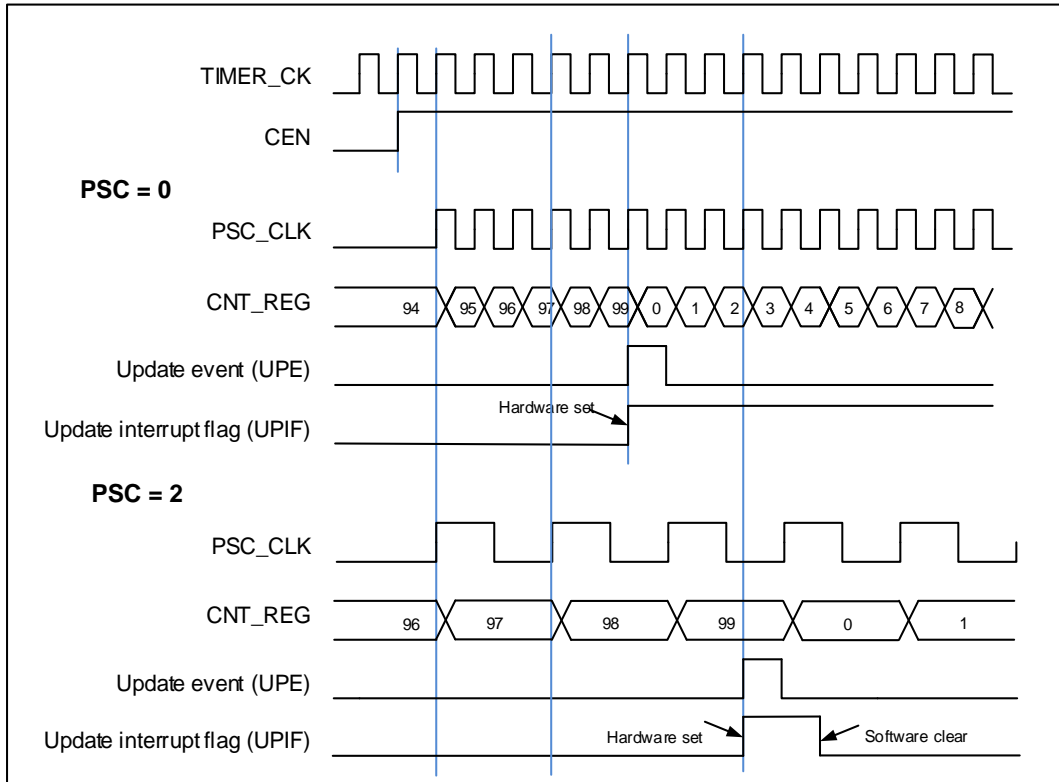 TIMER_CK
CEN
PSC = 0
PSC_CLK
CNT_REG 94 95 96 97 98 99 0 1 2 3 4 5 6 7 8
Update event (UPE)
Hardware set
Update interrupt flag (UPIF)
PSC = 2
PSC_CLK
CNT_REG 96 97 98 99 0 1
Update event (UPE)
Update interrupt flag (UPIF) Hardware set Software clear